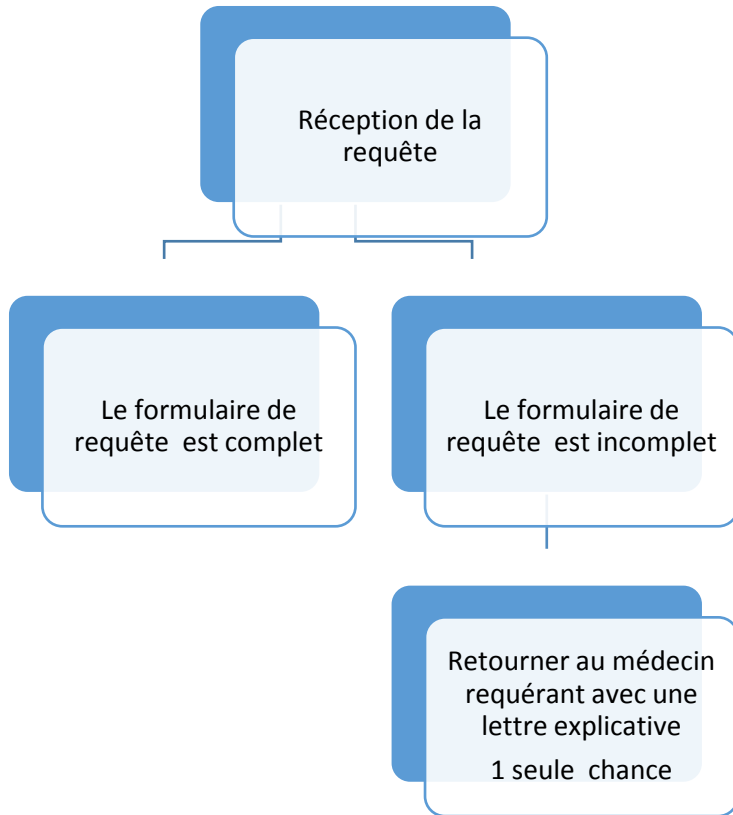 Réception de la
requête
Le formulaire de
requête est complet
Le formulaire de
requête est incomplet
Retourner au médecin
requérant avec une
lettre explicative
1 seule chance